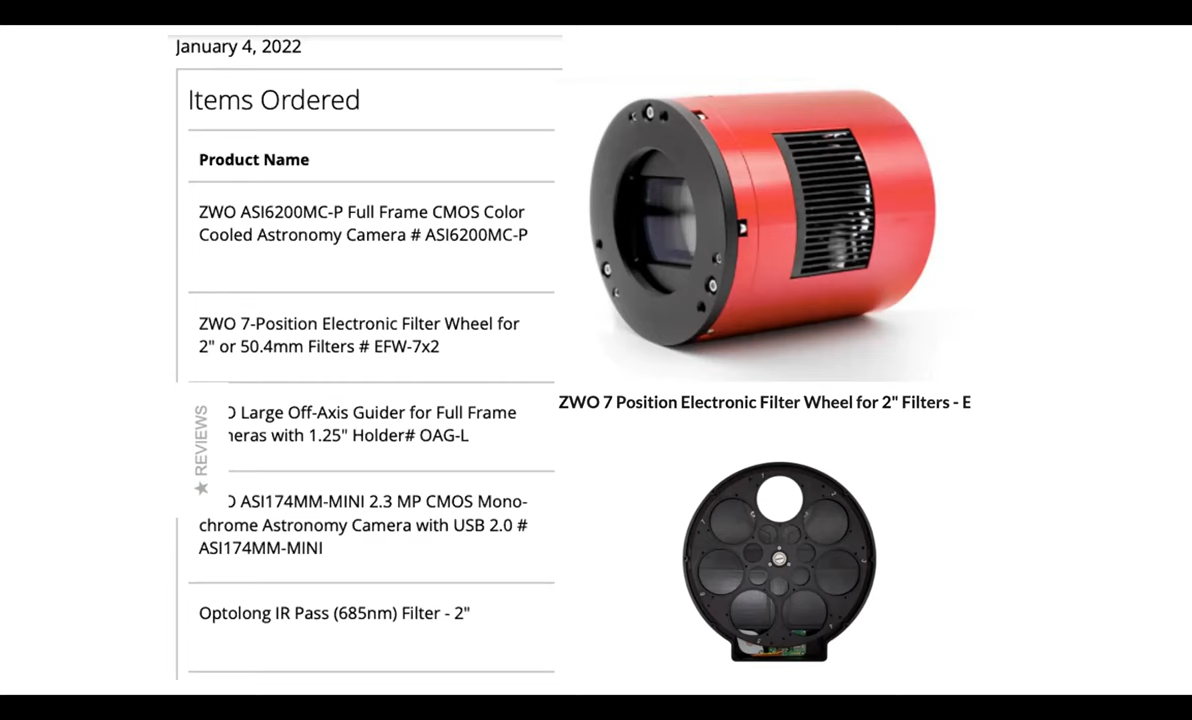 January 4, 2022
Items Ordered
Product Name
ZWO ASI6200MC-P Full Frame CMOS Color
Cooled Astronomy Camera # ASI6200MC-P
ZWO 7-Position Electronic Filter Wheel for
2" or 50.4mm Filters # EFW-7x2
Large Off-Axis Guider for Full Frame
with 1.25" Holder# OAG-L
ASI174MM-MINI 2.3 MP CMOS Mono-
chrome Astronomy Camera with USB 2.0 #
ASI174MM-MINI
Optolong IR Pass (685nm) Filter - 2"
★ REVIEWS
ZWO 7 Position Electronic Filter Wheel for 2" Filters - E